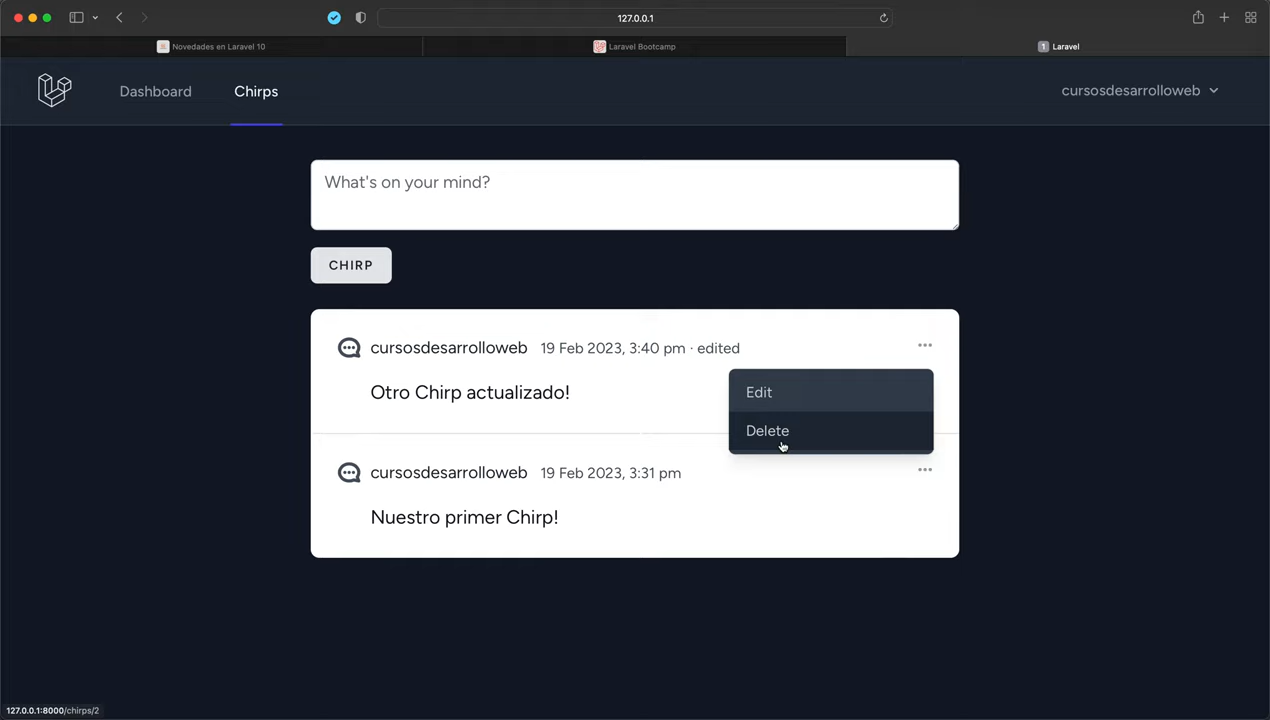 127.0.0.1
Novedades en Laravel 10
Laravel Bootcamp
1 Laravel
Dashboard
Chirps
cursosdesarrolloweb
What's on your mind?
CHIRP
cursosdesarrolloweb 19 Feb 2023, 3:40 pm · edited
Otro Chirp actualizado!
Edit
Delete
cursosdesarrolloweb 19 Feb 2023, 3:31 pm
Nuestro primer Chirp!
127.0.0.1:8000/chirps/2